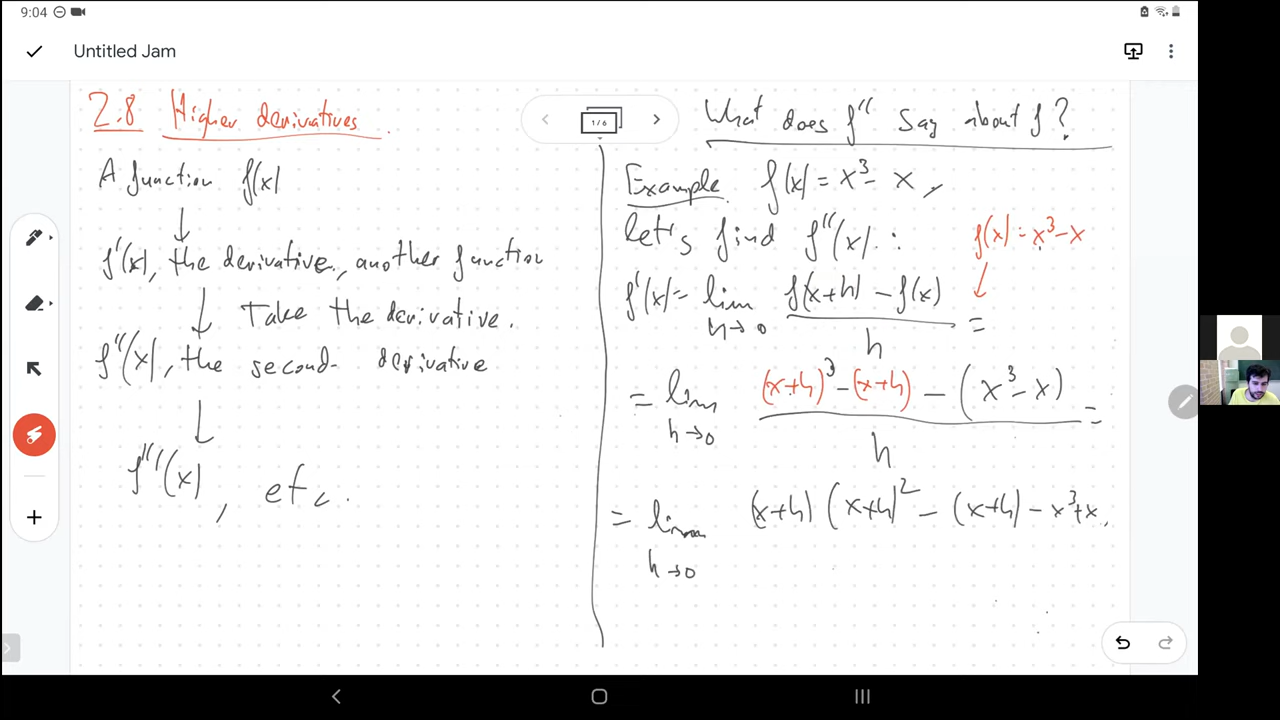 9:04
Untitled Jam
2.8 Higher derivatives
A function f(x)
↓
f'(x), the derivative, another function
↓ Take the derivative.
f''(x), the second derivative
↓
f'''(x), etc.
1/6
What does f'' say about f?
Example. f(x) = x³ - x,
let's find f''(x):
f(x) = x³ - x
↓
f'(x) = lim h→0 (f(x+h) - f(x))/h =
= lim h→0 ((x+h)³ - (x+h) - (x³ - x))/h =
= lim h→0 (x+h)(x+h)² - (x+h) - x³ + x